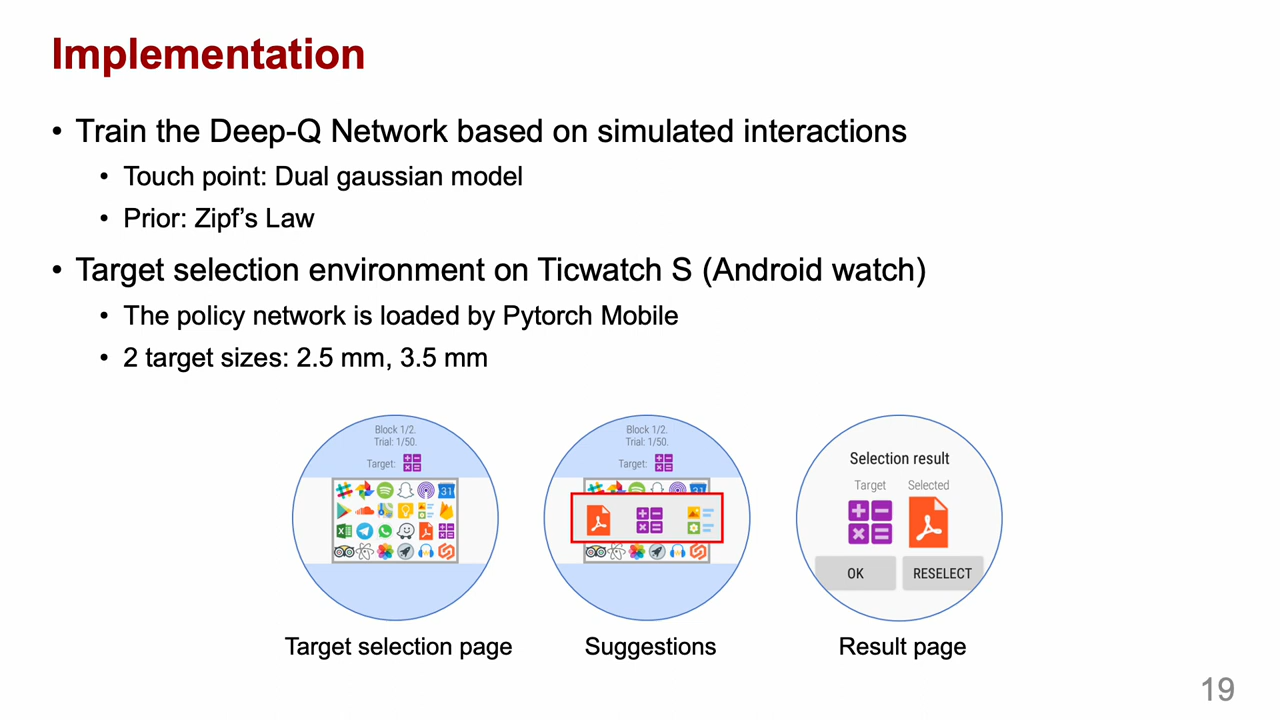 Implementation
• Train the Deep-Q Network based on simulated interactions
• Touch point: Dual gaussian model
• Prior: Zipf’s Law
• Target selection environment on Ticwatch S (Android watch)
• The policy network is loaded by Pytorch Mobile
• 2 target sizes: 2.5 mm, 3.5 mm
Block 1/2.
Trial: 1/50.
Target:
31
Target selection page
Block 1/2.
Trial: 1/50.
Target:
31
Suggestions
Selection result
Target Selected
OK RESELECT
Result page
19